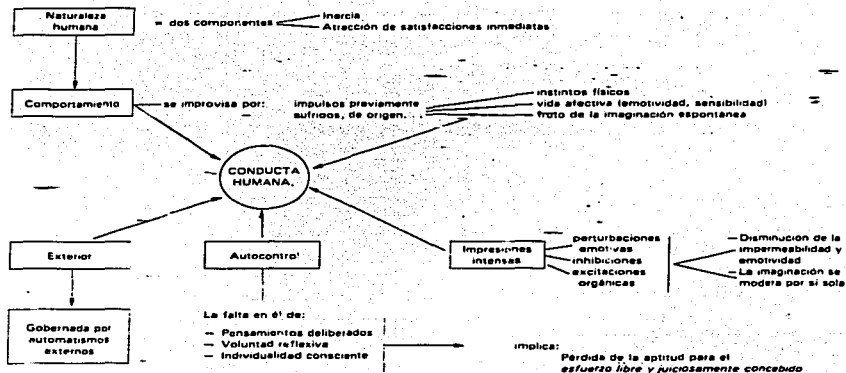 Naturaleza
humana
= dos componentes
Inercia
Atracción de satisfacciones inmediatas
Comportamiento
se improvisa por:
impulsos previamente
sufridos, de origen...
instintos físicos
vida afectiva (emotividad, sensibilidad)
fruto de la imaginación espontánea
CONDUCTA
HUMANA.
Exterior
Autocontrol
Impresiones
intensas
perturbaciones
emotivas
inhibiciones
excitaciones
orgánicas
— Disminución de la
impermeabilidad y
emotividad
— La imaginación se
modera por sí sola
Gobernada por
automatismos
externos
La falta en él de:
— Pensamientos deliberados
— Voluntad reflexiva
— Individualidad consciente
implica:
Pérdida de la aptitud para el
esfuerzo libre y juiciosamente concebido